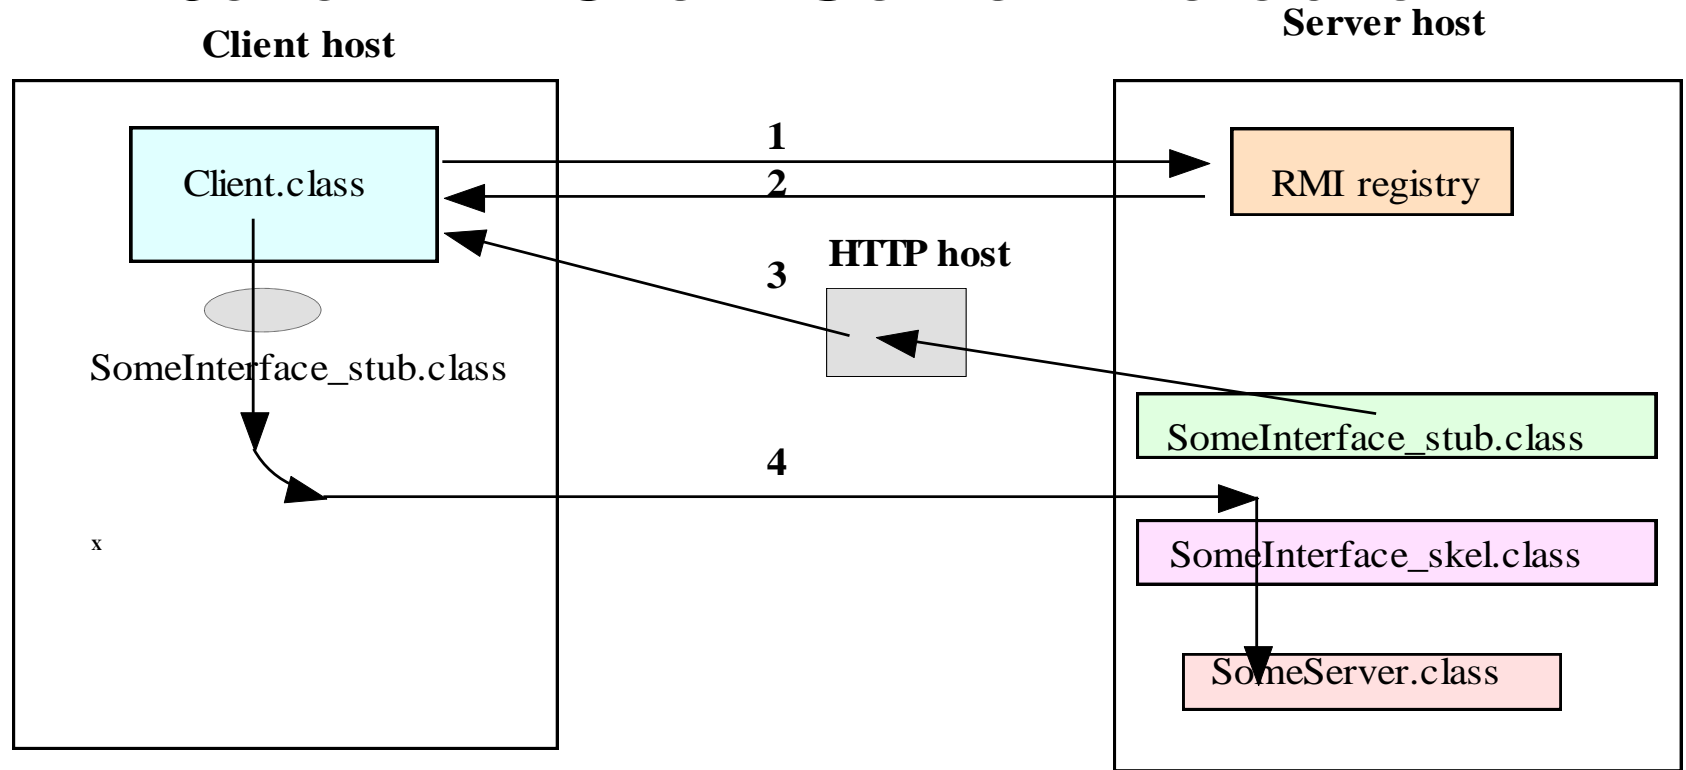 Server host
Client host
1
Client.class
RMI registry
2
HTTP host
3
SomeInterface_stub.class
SomeInterface_stub.class
4
x
SomeInterface_skel.class
SomeServer.class